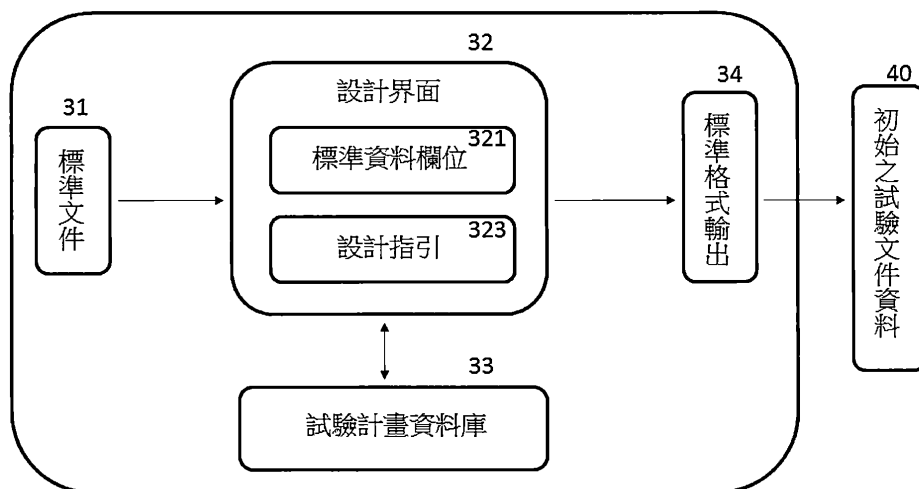 32
設計界面
321
標準資料欄位
323
設計指引
31
標準文件
34
標準格式輸出
40
初始之試驗文件資料
33
試驗計畫資料庫